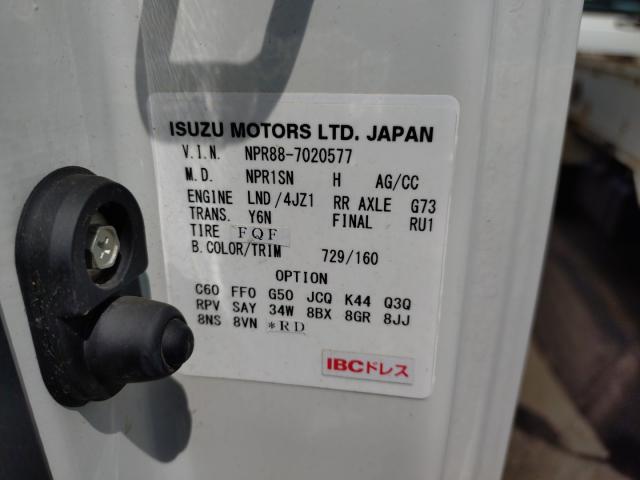 ISUZU MOTORS LTD. JAPAN
V.I.N. NPR88-7020577
M.D. NPR1SN H AG/CC
ENGINE LND/4JZ1 RR AXLE G73
TRANS. Y6N FINAL RU1
TIRE FQF
B.COLOR/TRIM 729/160
OPTION
C60 FF0 G50 JCQ K44 Q3Q
RPV SAY 34W 8BX 8GR 8JJ
8NS 8VN *RD
IBCドレス